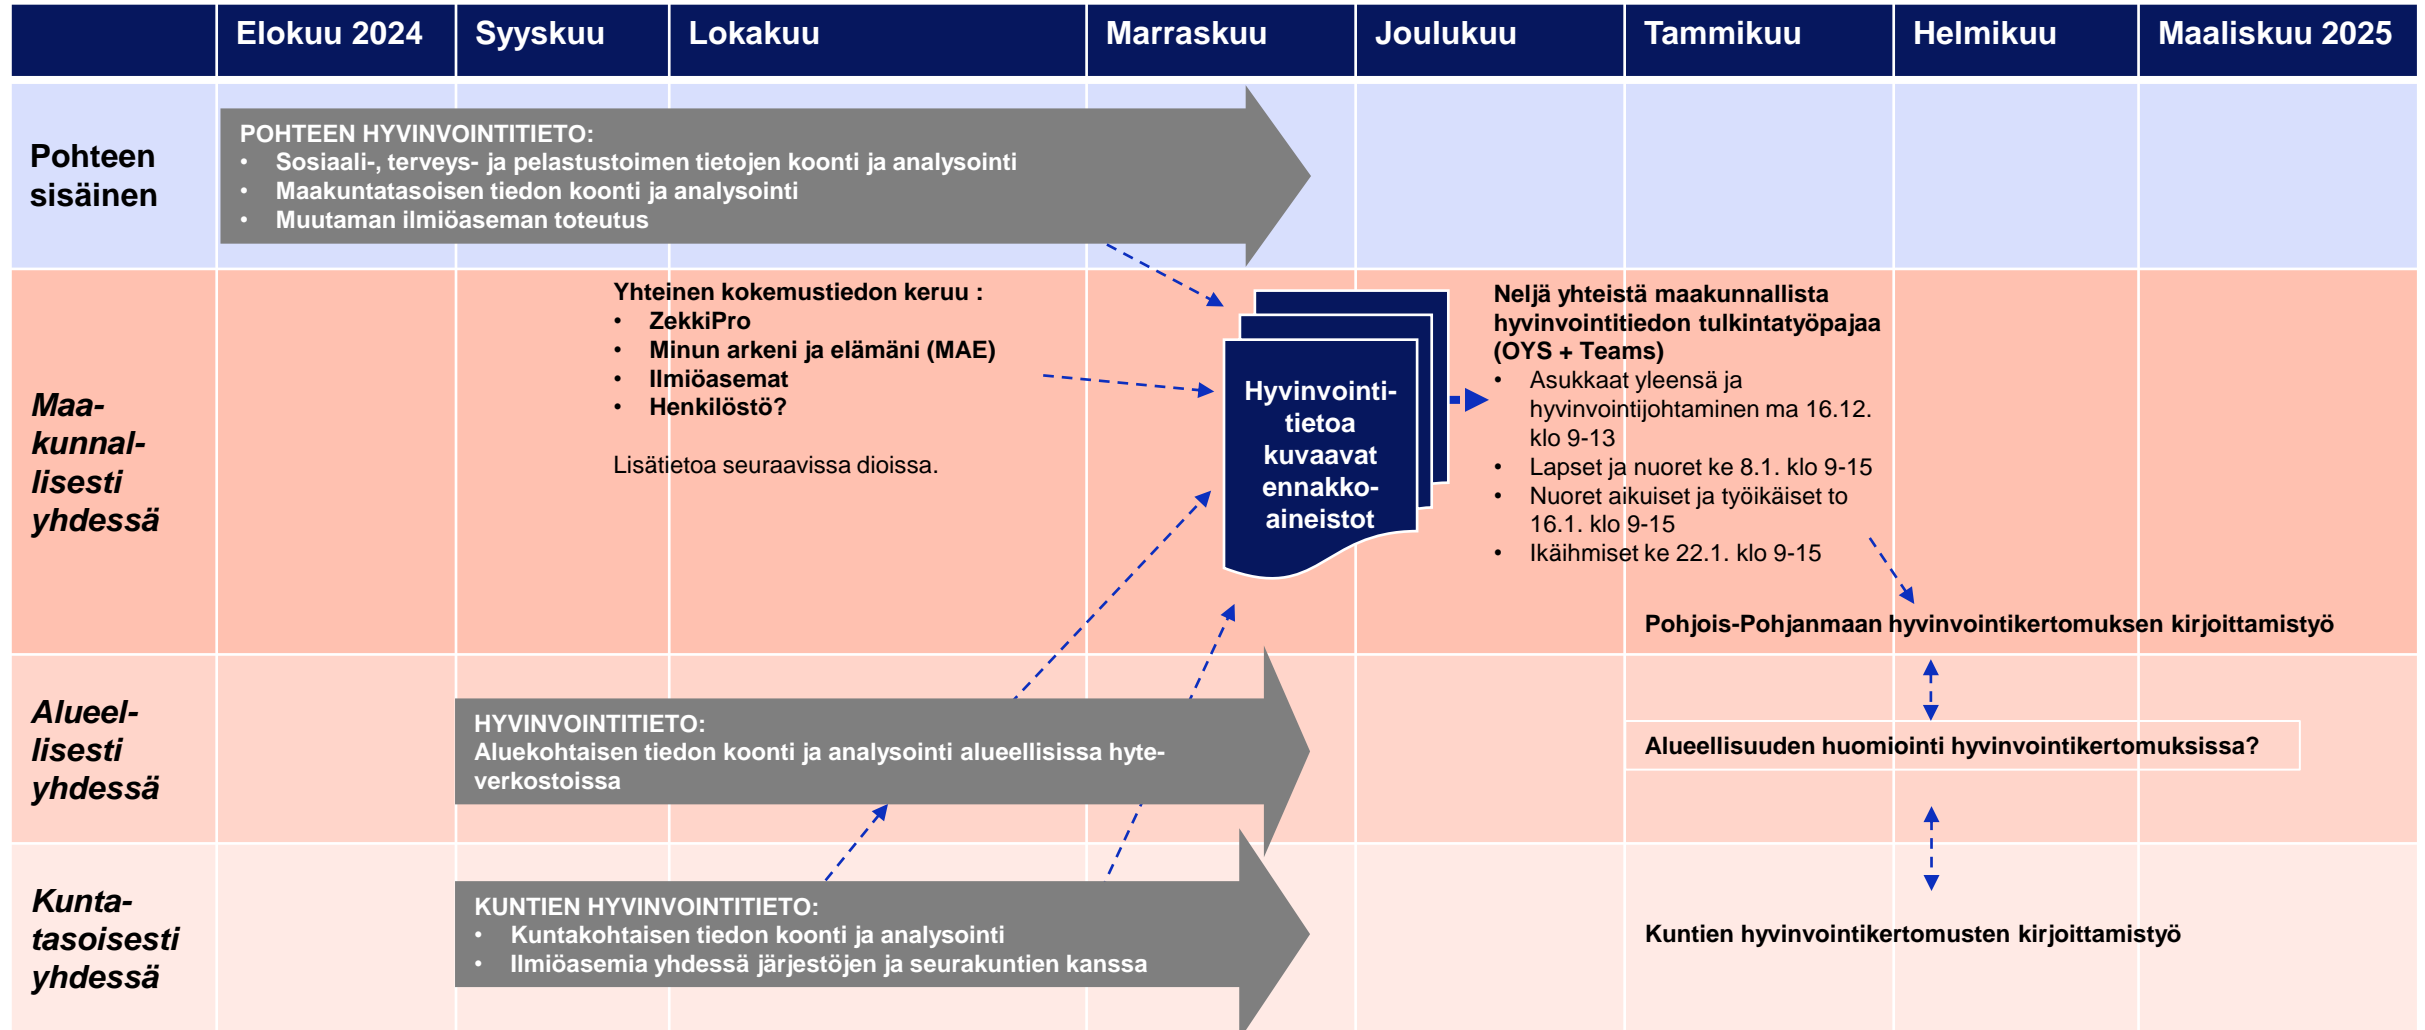 Elokuu 2024 Syyskuu Lokakuu Marraskuu Joulukuu Tammikuu Helmikuu Maaliskuu 2025
Pohteen
sisäinen
POHTEEN HYVINVOINTITIETO:
• Sosiaali-, terveys- ja pelastustoimen tietojen koonti ja analysointi
• Maakuntatasoisen tiedon koonti ja analysointi
• Muutaman ilmiöaseman toteutus
Maa-
kunnal-
lisesti
yhdessä
Yhteinen kokemustiedon keruu :
• ZekkiPro
• Minun arkeni ja elämäni (MAE)
• Ilmiöasemat
• Henkilöstö?
Lisätietoa seuraavissa dioissa.
Hyvinvointi-
tietoa
kuvaavat
ennakko-
aineistot
Neljä yhteistä maakunnallista
hyvinvointitiedon tulkintatyöpajaa
(OYS + Teams)
• Asukkaat yleensä ja
hyvinvointijohtaminen ma 16.12.
klo 9-13
• Lapset ja nuoret ke 8.1. klo 9-15
• Nuoret aikuiset ja työikäiset to
16.1. klo 9-15
• Ikäihmiset ke 22.1. klo 9-15
Pohjois-Pohjanmaan hyvinvointikertomuksen kirjoittamistyö
Alueel-
lisesti
yhdessä
HYVINVOINTITIETO:
Aluekohtaisen tiedon koonti ja analysointi alueellisissa hyte-
verkostoissa
Alueellisuuden huomiointi hyvinvointikertomuksissa?
Kunta-
tasoisesti
yhdessä
KUNTIEN HYVINVOINTITIETO:
• Kuntakohtaisen tiedon koonti ja analysointi
• Ilmiöasemia yhdessä järjestöjen ja seurakuntien kanssa
Kuntien hyvinvointikertomusten kirjoittamistyö